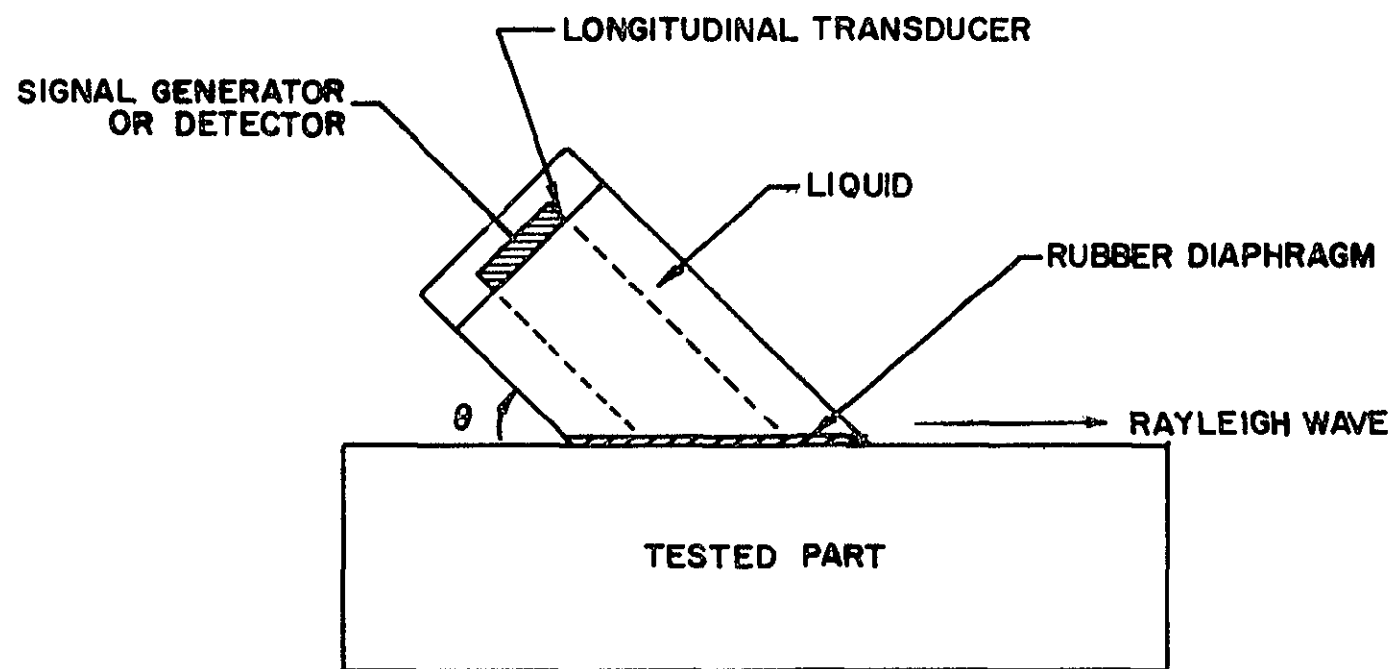 LONGITUDINAL TRANSDUCER
SIGNAL GENERATOR
OR DETECTOR
LIQUID
RUBBER DIAPHRAGM
θ
RAYLEIGH WAVE
TESTED PART